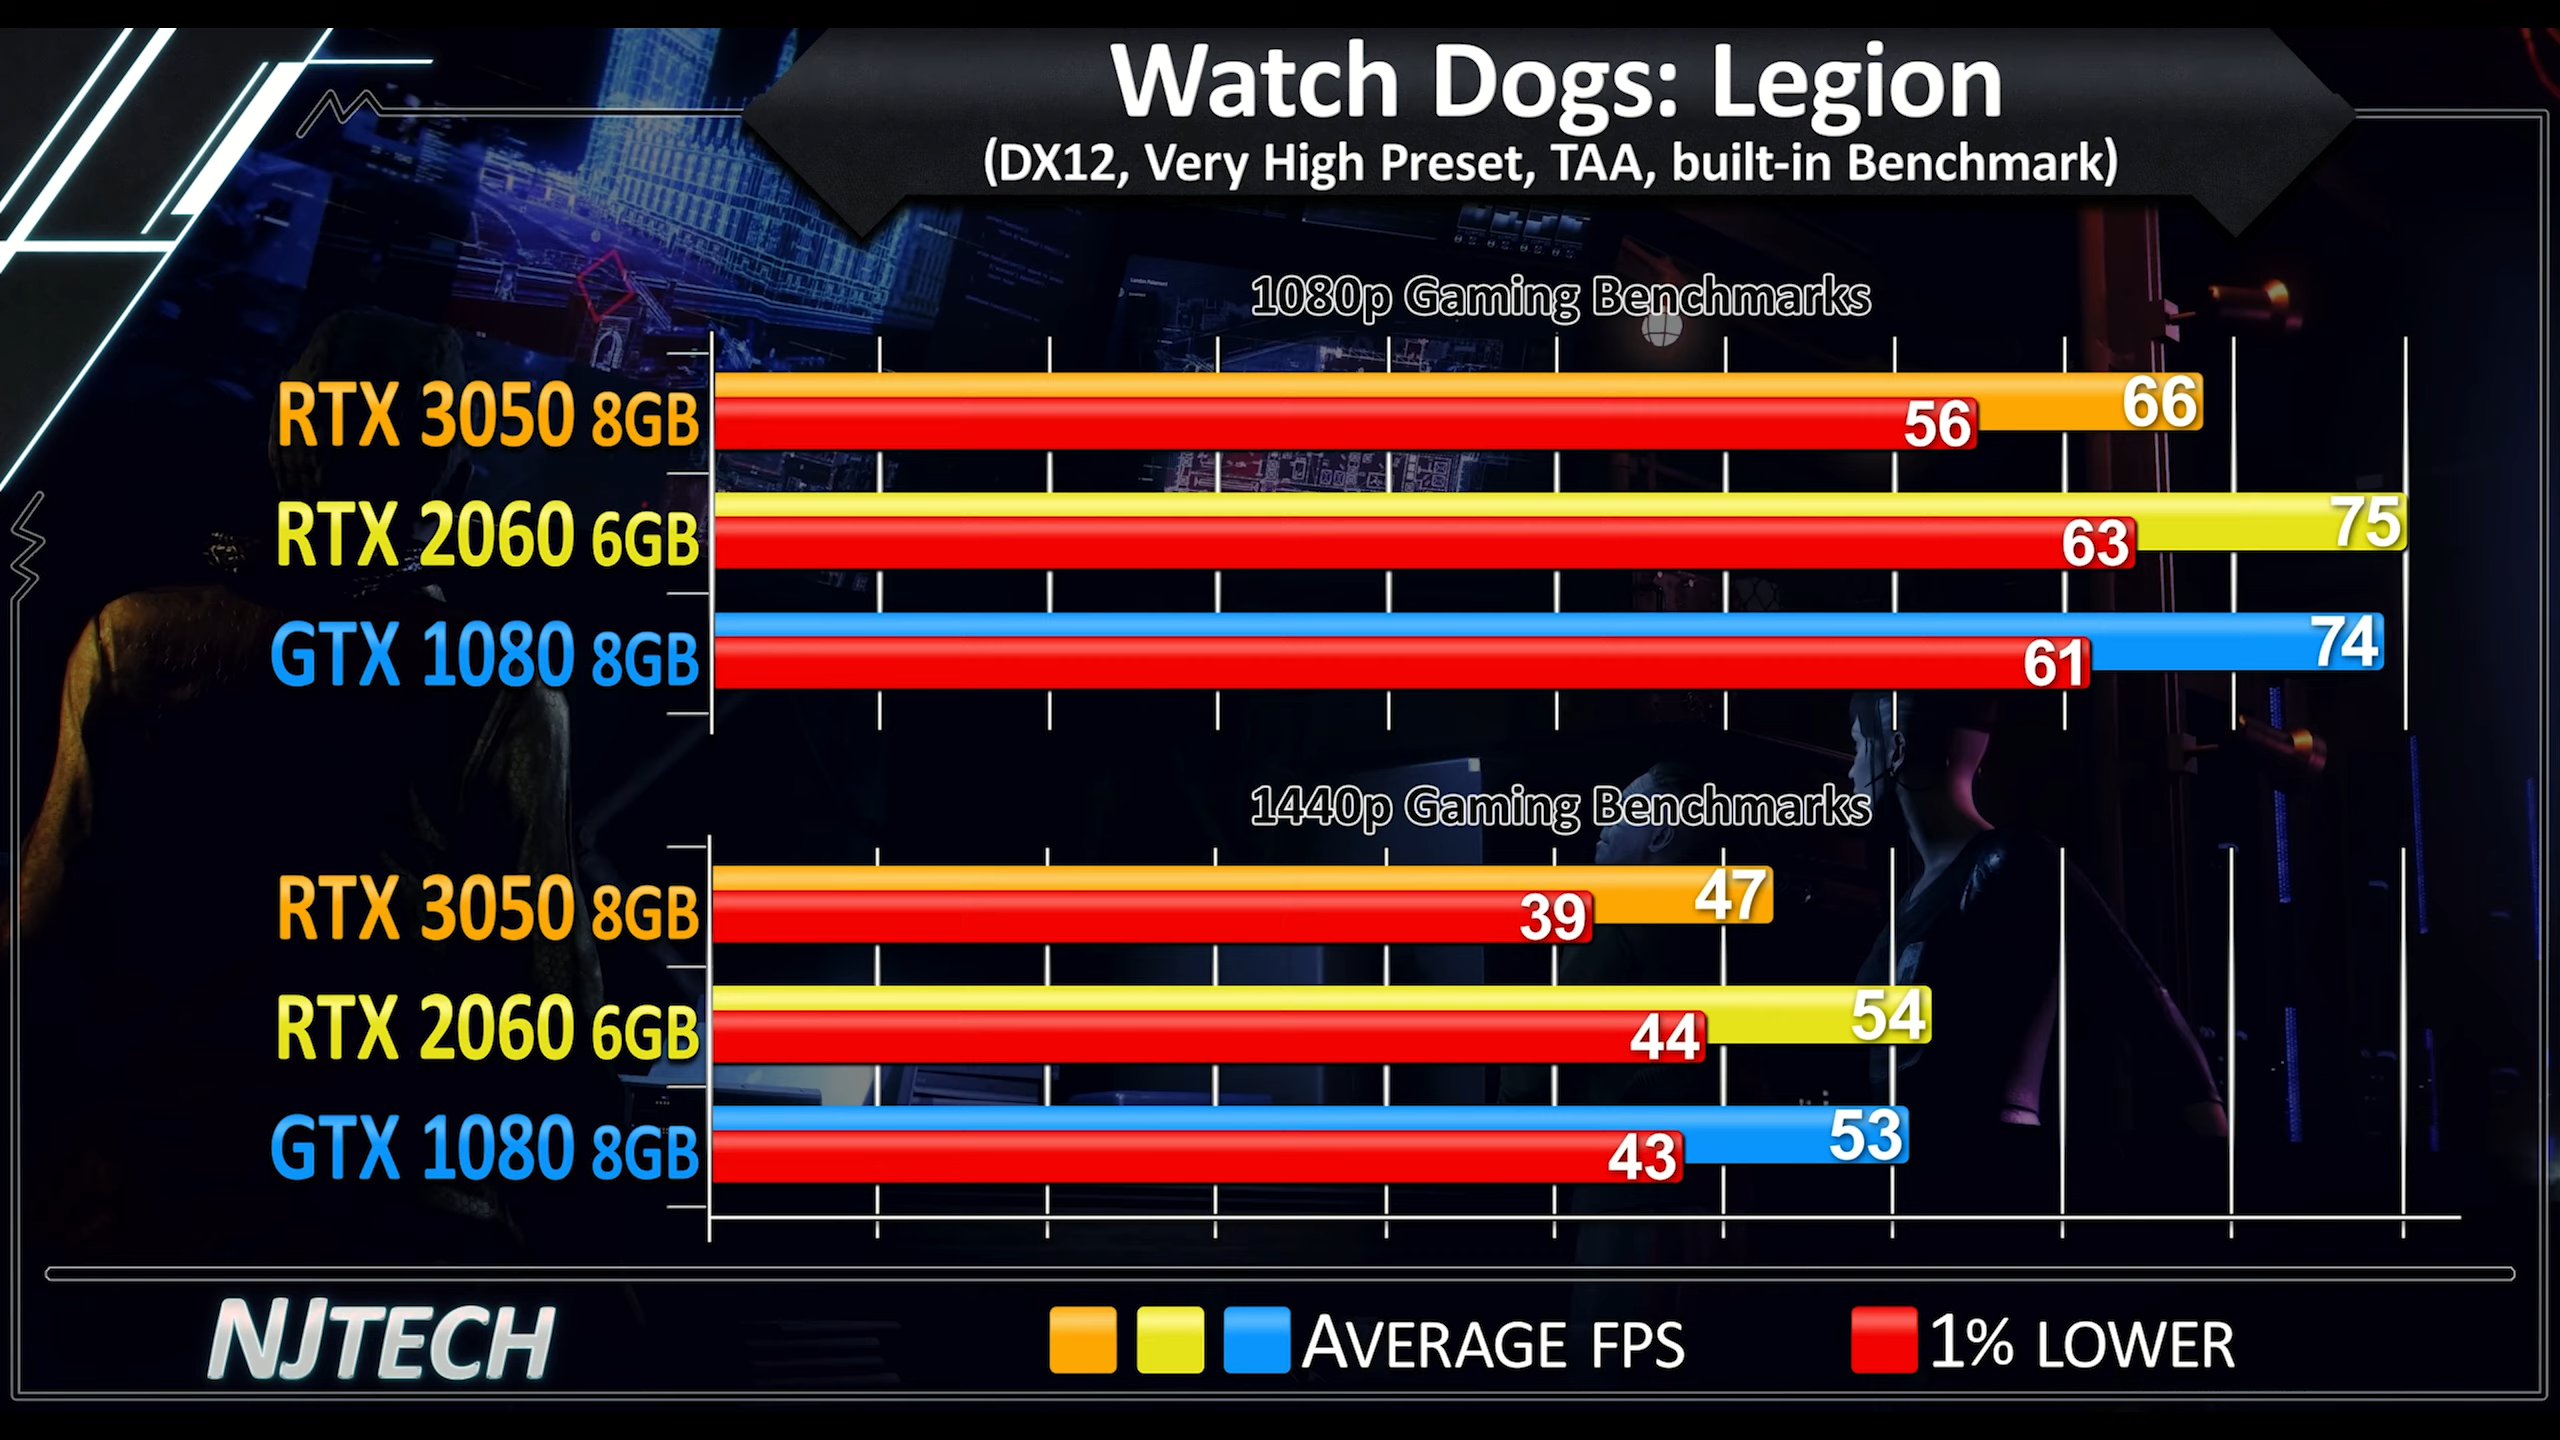 Watch Dogs: Legion
(DX12, Very High Preset, TAA, built-in Benchmark)
1080p Gaming Benchmarks
RTX 3050 8GB 56 66
RTX 2060 6GB 63 75
GTX 1080 8GB 61 74
1440p Gaming Benchmarks
RTX 3050 8GB 39 47
RTX 2060 6GB 44 54
GTX 1080 8GB 43 53
NJTECH AVERAGE FPS 1% LOWER